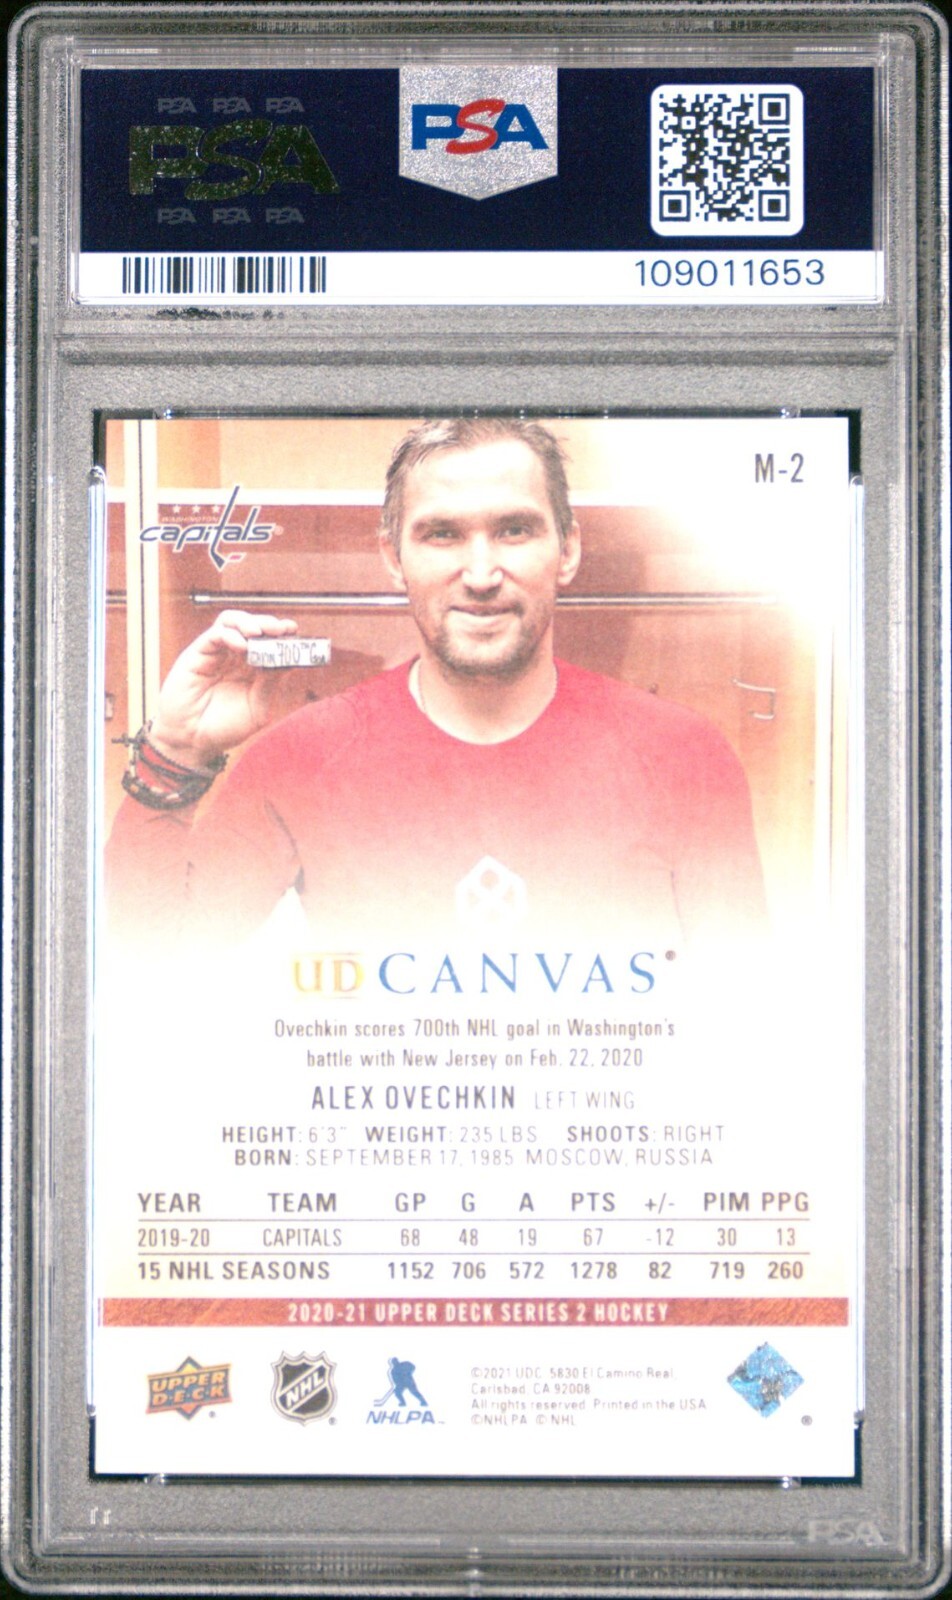 PSA PSA PSA
PSA
PSA PSA PSA
PSA
109011653
M-2
WASHINGTON
capitals
700TH Goal
UD CANVAS®
Ovechkin scores 700th NHL goal in Washington's
battle with New Jersey on Feb. 22, 2020
ALEX OVECHKIN LEFT WING
HEIGHT: 6'3" WEIGHT: 235 LBS SHOOTS: RIGHT
BORN: SEPTEMBER 17, 1985 MOSCOW, RUSSIA
YEAR TEAM GP G A PTS +/- PIM PPG
2019-20 CAPITALS 68 48 19 67 -12 30 13
15 NHL SEASONS 1152 706 572 1278 82 719 260
2020-21 UPPER DECK SERIES 2 HOCKEY
UPPER
D·E·C·K
NHL
NHLPA
©2021 UDC. 5830 El Camino Real,
Carlsbad, CA 92008.
All rights reserved. Printed in the USA
©NHLPA ©NHL
PSA